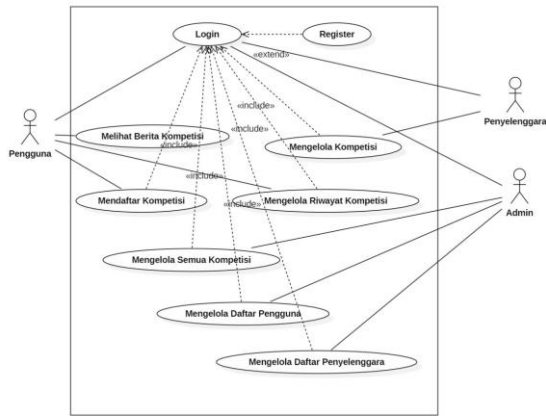 Login
Register
«extend»
Penyelenggara
«include»
«include»
Pengguna
Melihat Berita Kompetisi
«include»
Mengelola Kompetisi
«include»
Mendaftar Kompetisi
«include»
Mengelola Riwayat Kompetisi
Admin
Mengelola Semua Kompetisi
Mengelola Daftar Pengguna
Mengelola Daftar Penyelenggara